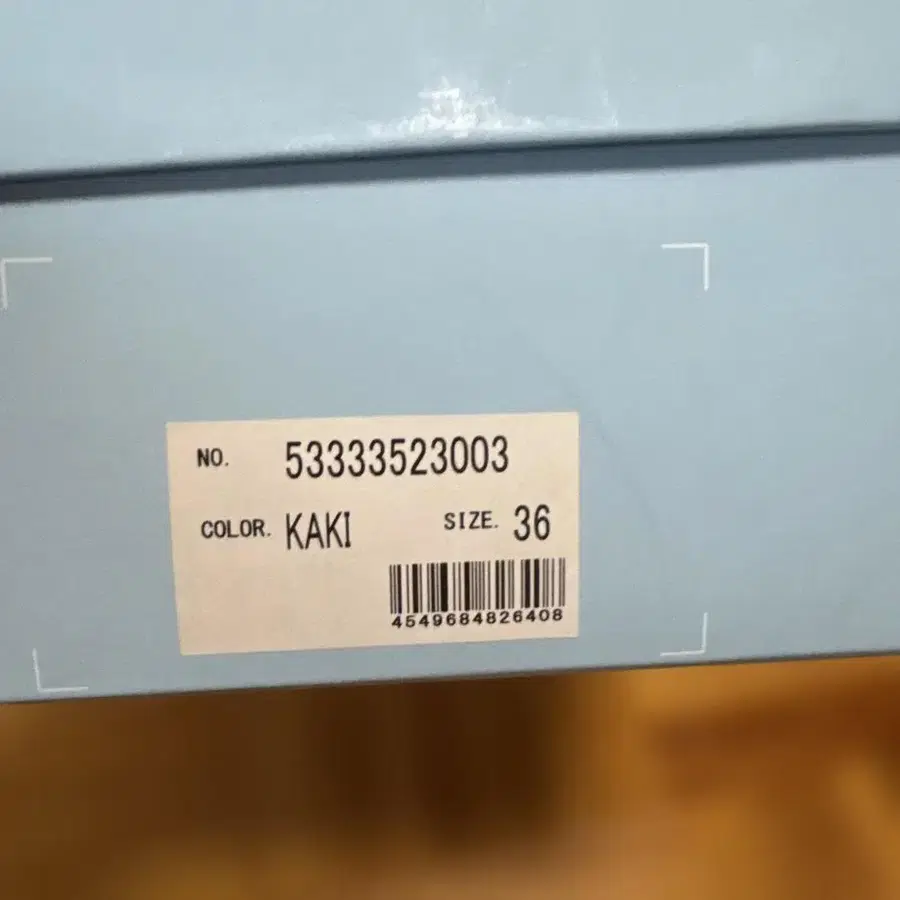 NO. 53333523003
COLOR. KAKI SIZE. 36
4549684826408